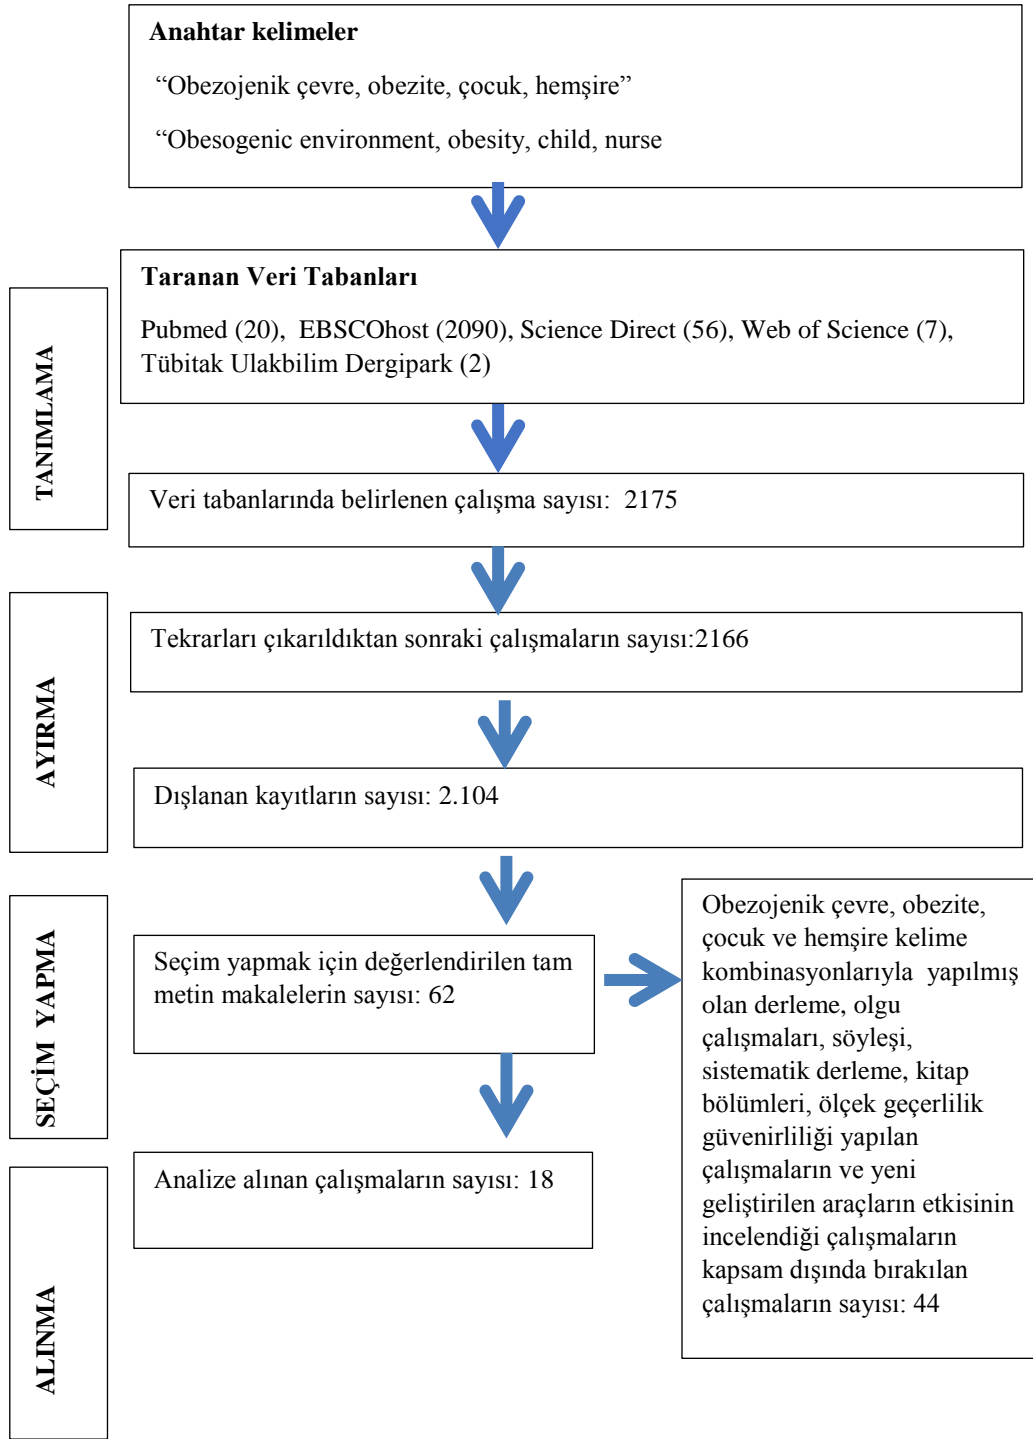 Anahtar kelimeler
“Obezojenik çevre, obezite, çocuk, hemşire”
“Obesogenic environment, obesity, child, nurse
Taranan Veri Tabanları
Pubmed (20), EBSCOhost (2090), Science Direct (56), Web of Science (7),
Tübitak Ulakbilim Dergipark (2)
TANIMLAMA
Veri tabanlarında belirlenen çalışma sayısı: 2175
AYIRMA
Tekrarları çıkarıldıktan sonraki çalışmaların sayısı:2166
Dışlanan kayıtların sayısı: 2.104
SEÇİM YAPMA
Seçim yapmak için değerlendirilen tam
metin makalelerin sayısı: 62
Obezojenik çevre, obezite,
çocuk ve hemşire kelime
kombinasyonlarıyla yapılmış
olan derleme, olgu
çalışmaları, söyleşi,
sistematik derleme, kitap
bölümleri, ölçek geçerlilik
güvenirliliği yapılan
çalışmaların ve yeni
geliştirilen araçların etkisinin
incelendiği çalışmaların
kapsam dışında bırakılan
çalışmaların sayısı: 44
ALINMA
Analize alınan çalışmaların sayısı: 18